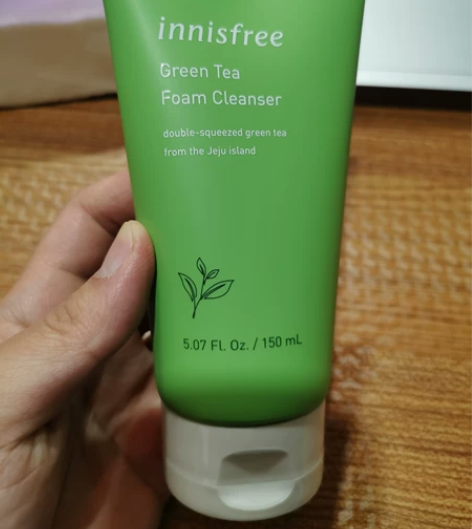 innisfree
Green Tea
Foam Cleanser
double-squeezed green tea
from the Jeju island
5.07 Fl. Oz. / 150 mL